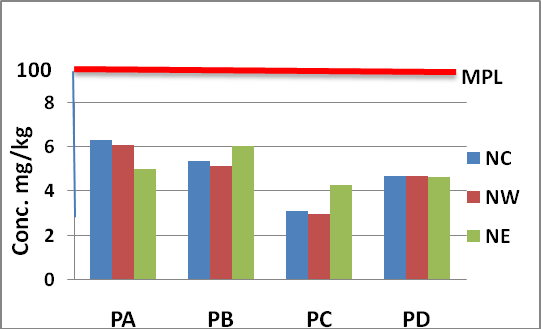 100
MPL
8
6
4
2
0
Conc. mg/kg
NC
NW
NE
PA PB PC PD